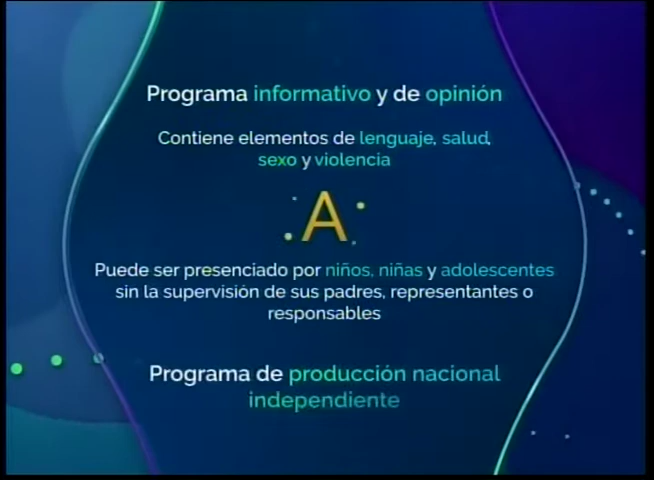 Programa informativo y de opinión
Contiene elementos de lenguaje, salud,
sexo y violencia
A
Puede ser presenciado por niños, niñas y adolescentes
sin la supervisión de sus padres, representantes o
responsables
Programa de producción nacional
independiente